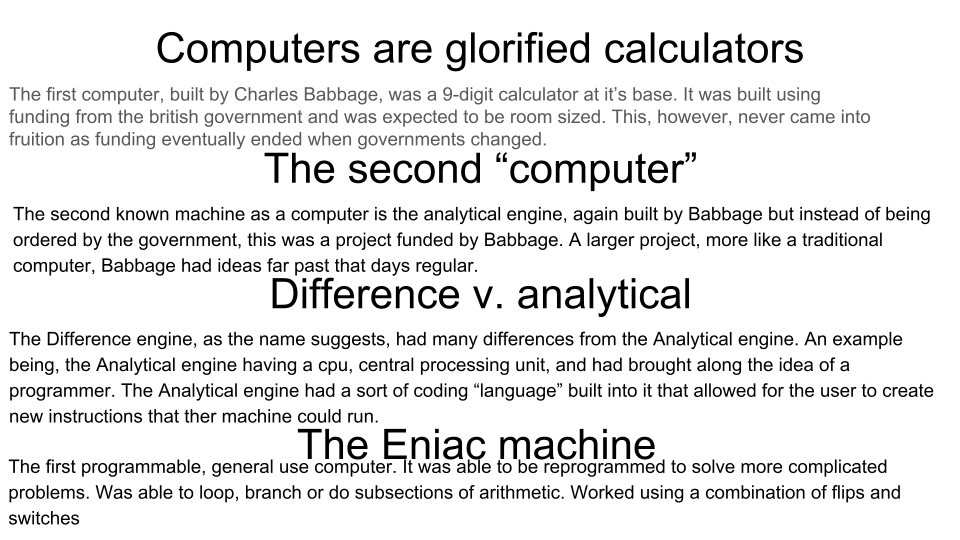 Computers are glorified calculators
The first computer, built by Charles Babbage, was a 9-digit calculator at it’s base. It was built using
funding from the british government and was expected to be room sized. This, however, never came into
fruition as funding eventually ended when governments changed.
The second “computer”
The second known machine as a computer is the analytical engine, again built by Babbage but instead of being
ordered by the government, this was a project funded by Babbage. A larger project, more like a traditional
computer, Babbage had ideas far past that days regular.
Difference v. analytical
The Difference engine, as the name suggests, had many differences from the Analytical engine. An example
being, the Analytical engine having a cpu, central processing unit, and had brought along the idea of a
programmer. The Analytical engine had a sort of coding “language” built into it that allowed for the user to create
new instructions that ther machine could run.
The Eniac machine
The first programmable, general use computer. It was able to be reprogrammed to solve more complicated
problems. Was able to loop, branch or do subsections of arithmetic. Worked using a combination of flips and
switches